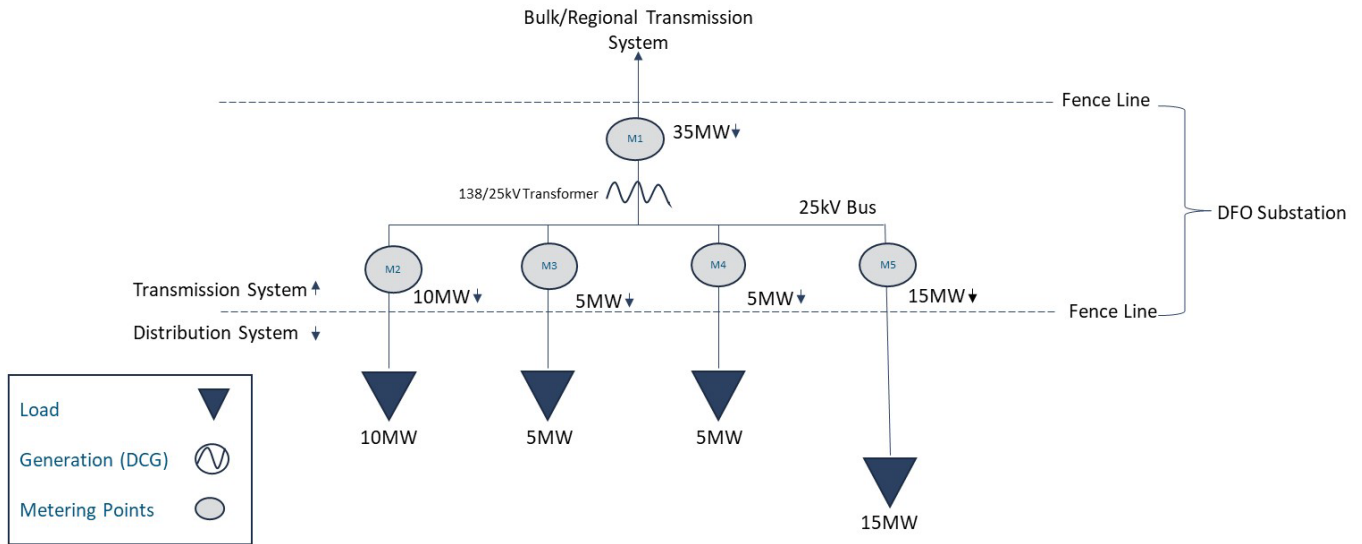 Bulk/Regional Transmission
System
Fence Line
M1
35MW
138/25kV Transformer
25kV Bus
DFO Substation
M2
M3
M4
M5
Transmission System
10MW
5MW
5MW
15MW
Fence Line
Distribution System
Load
10MW
5MW
5MW
Generation (DCG)
Metering Points
15MW